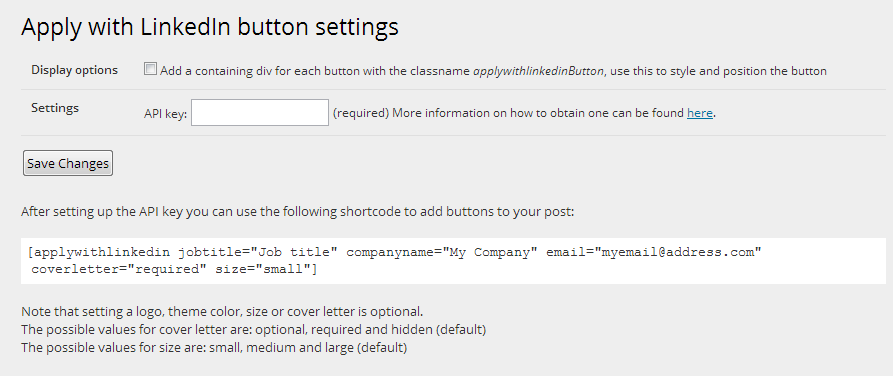 Apply with LinkedIn button settings
Display options Add a containing div for each button with the classname applywithlinkedinButton, use this to style and position the button
Settings API key: (required) More information on how to obtain one can be found here.
Save Changes
After setting up the API key you can use the following shortcode to add buttons to your post:
[applywithlinkedin jobtitle="Job title" companyname="My Company" email="myemail@address.com"
coverletter="required" size="small"]
Note that setting a logo, theme color, size or cover letter is optional.
The possible values for cover letter are: optional, required and hidden (default)
The possible values for size are: small, medium and large (default)